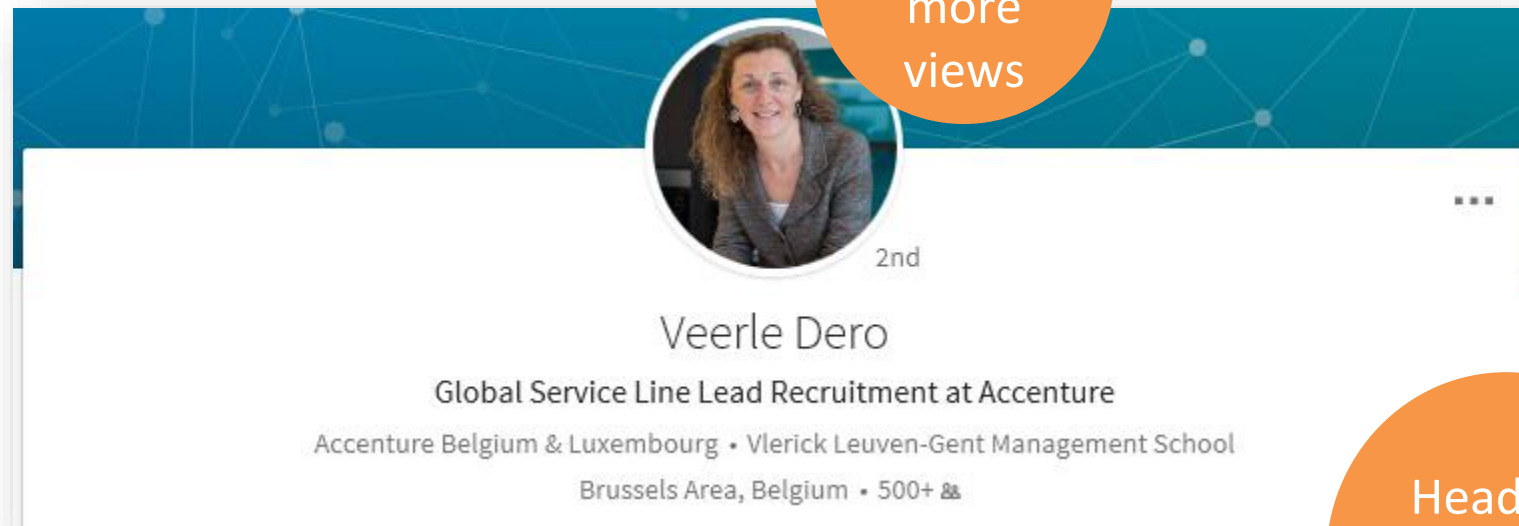 more
views
2nd
Veerle Dero
Global Service Line Lead Recruitment at Accenture
Accenture Belgium & Luxembourg • Vlerick Leuven-Gent Management School
Brussels Area, Belgium • 500+
Head